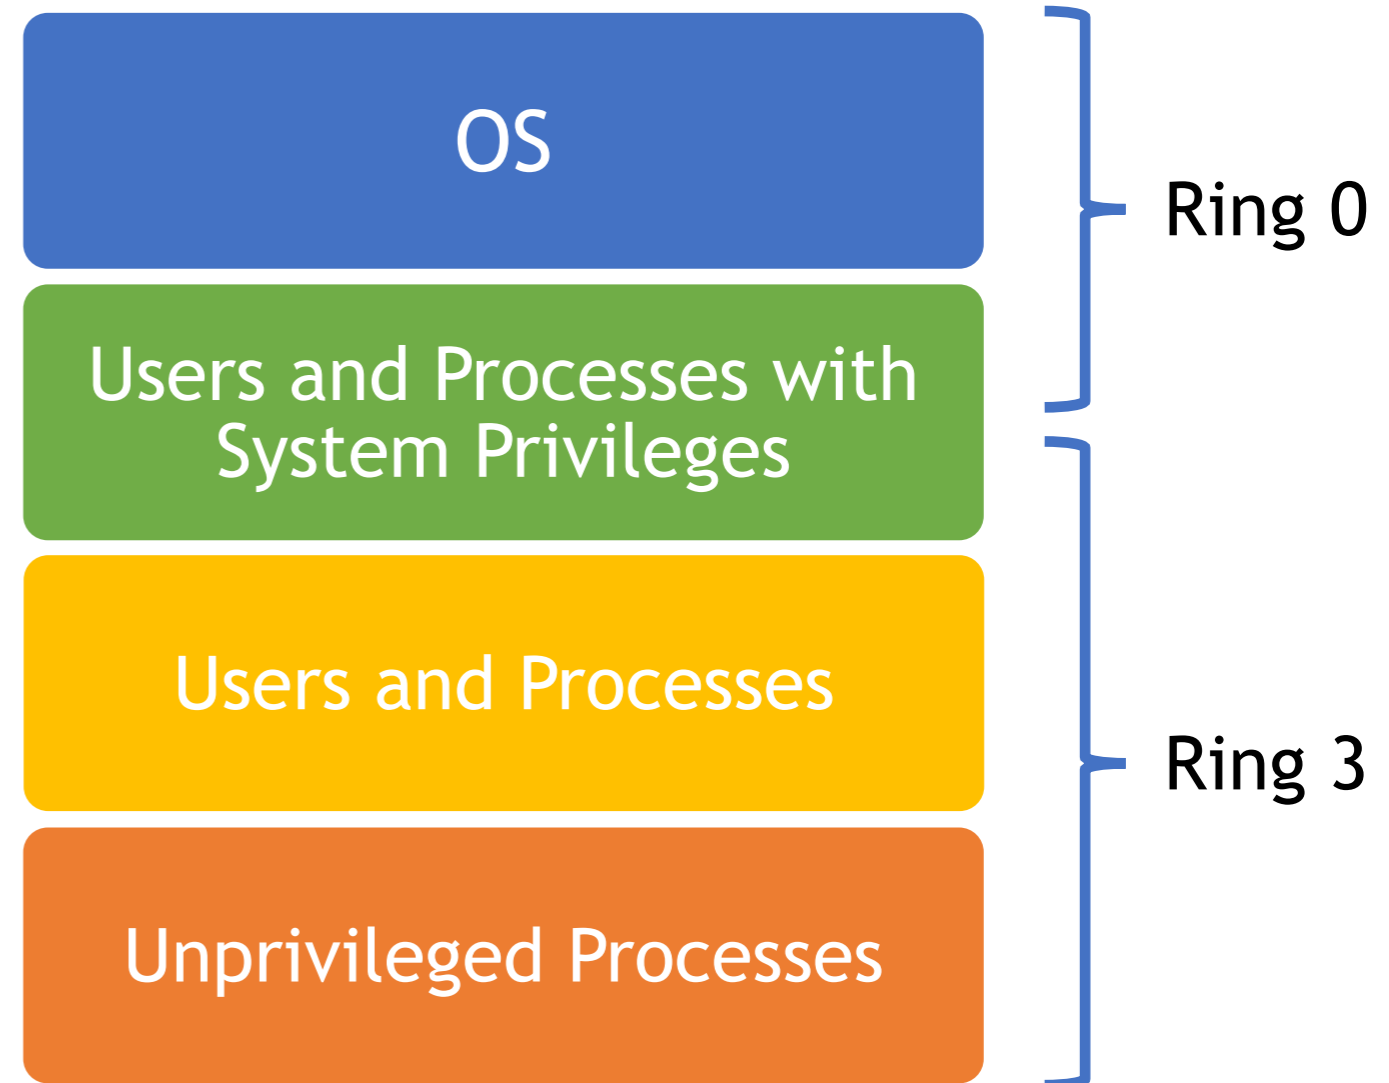 OS
Ring 0
Users and Processes with
System Privileges
Users and Processes
Ring 3
Unprivileged Processes